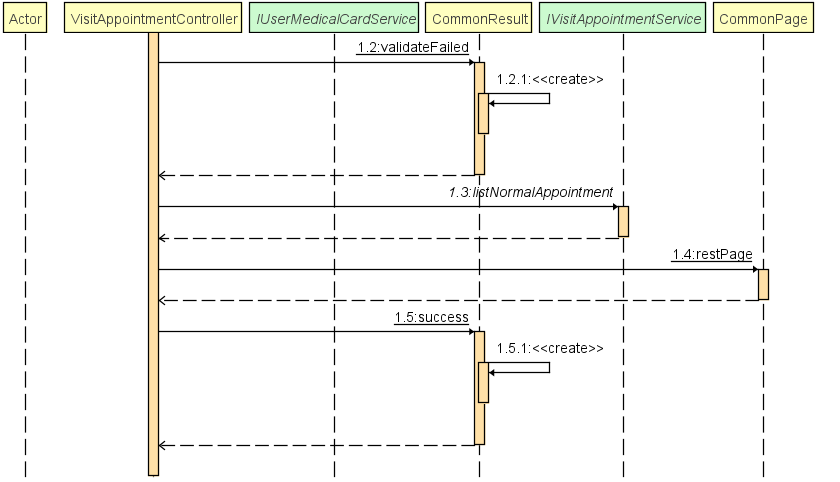 Actor
VisitAppointmentController
IUserMedicalCardService
CommonResult
IVisitAppointmentService
CommonPage
1.2:validateFailed
1.2.1:<<create>>
1.3:listNormalAppointment
1.4:restPage
1.5:success
1.5.1:<<create>>